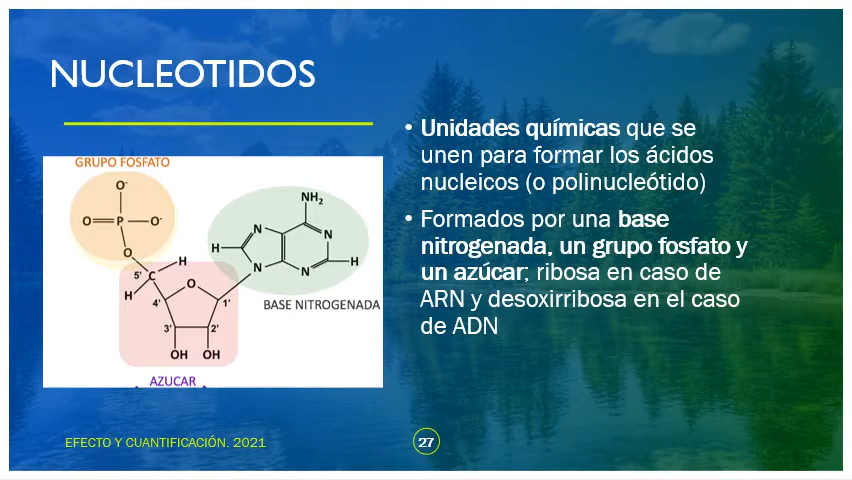 NUCLEOTIDOS
GRUPO FOSFATO
O⁻
O
P
O⁻
O
5'
C
H
H
4'
O
1'
3'
2'
OH
OH
NH₂
N
N
H
H
N
N
BASE NITROGENADA
AZUCAR
• Unidades químicas que se
unen para formar los ácidos
nucleicos (o polinucleótido)
• Formados por una base
nitrogenada, un grupo fosfato y
un azúcar; ribosa en caso de
ARN y desoxirribosa en el caso
de ADN
EFECTO Y CUANTIFICACIÓN. 2021
27